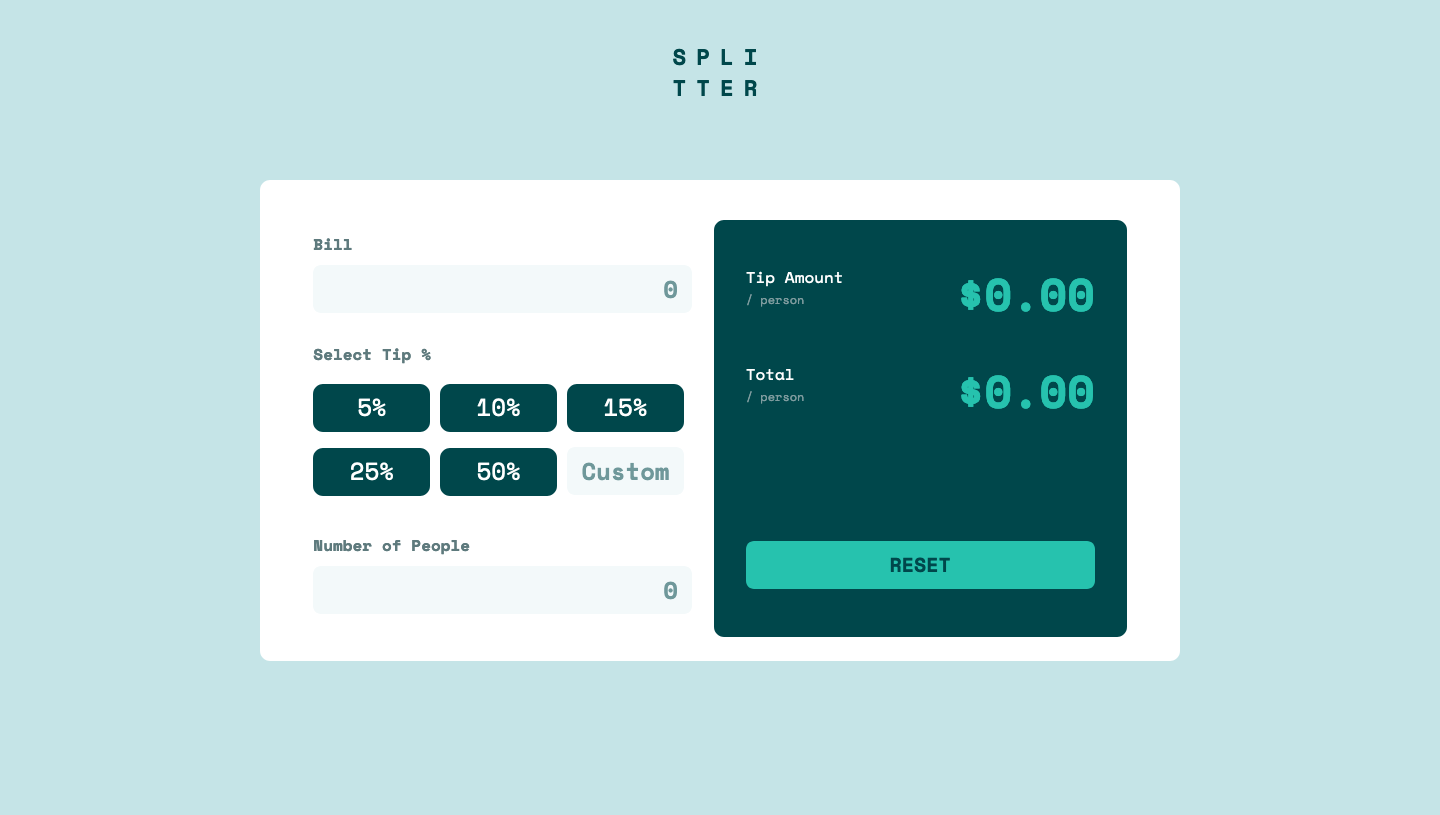 SPLI
TTER
Bill
0
Select Tip %
5% 10% 15%
25% 50% Custom
Number of People
0
Tip Amount
/ person
$0.00
Total
/ person
$0.00
RESET